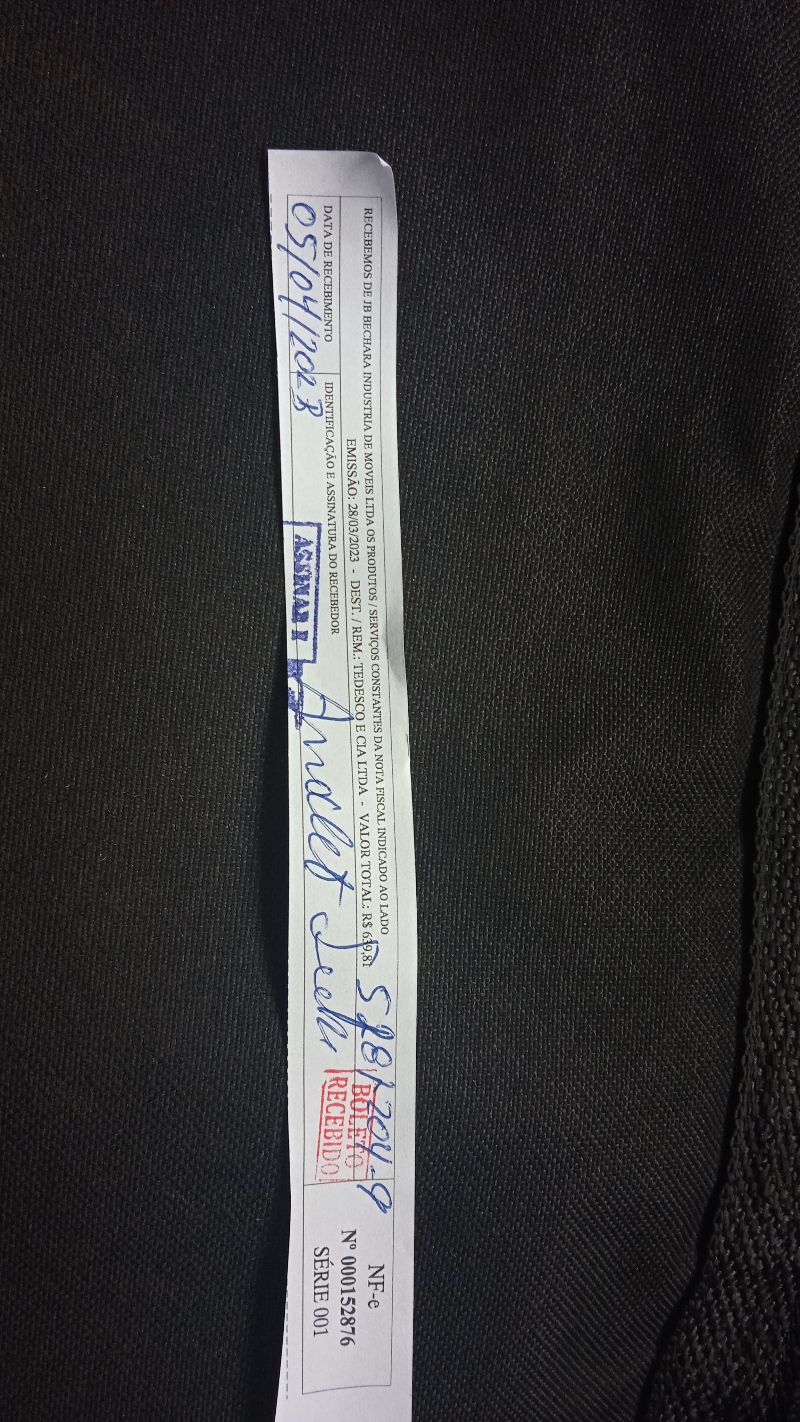 RECEBEMOS DE JB BECHARA INDUSTRIA DE MOVEIS LTDA OS PRODUTOS / SERVIÇOS CONSTANTES DA NOTA FISCAL INDICADO AO LADO
EMISSÃO: 28/03/2023 - DEST. / REM.: TEDESCO E CIA LTDA - VALOR TOTAL: R$
DATA DE RECEBIMENTO
05/04/2023
IDENTIFICAÇÃO E ASSINATURA DO RECEBEDOR
ASSINAR
BOLETO
RECEBIDO
NF-e
Nº 000152876
SÉRIE 001